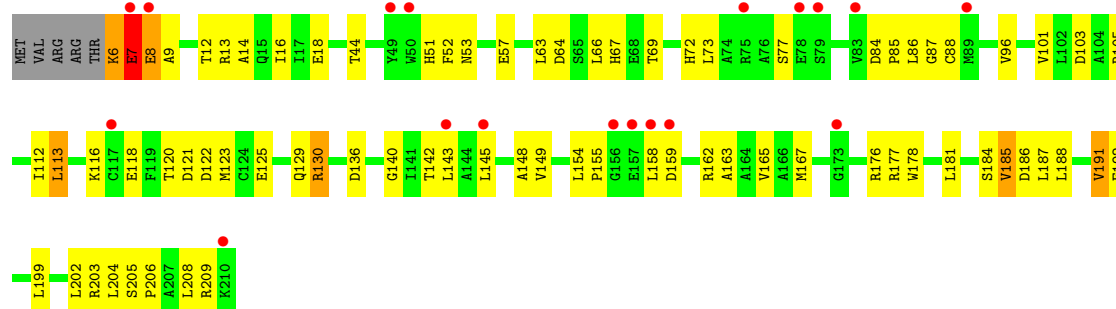 MET VAL ARG ARG THR K6 E7 E8 A9 T12 R13 A14 Q15 I16 I17 E18 T44 Y49 W50 H51 F52 N53 E57 L63 D64 S65 L66 H67 E68 T69 H72 L73 A74 R75 A76 S77 E78 S79 V83 D84 P85 L86 G87 C88 M89 V96 V101 L102 D103 A104
I112 L113 K116 C117 E118 F119 T120 D121 D122 M123 C124 E125 Q129 R130 D136 G140 I141 T142 L143 A144 L145 A148 V149 L154 P155 G156 E157 L158 D159 R162 A163 A164 V165 A166 M167 G173 R176 R177 W178 L181 S184 V185 D186 L187 L188 V191
L199 L202 R203 L204 S205 P206 A207 L208 R209 K210